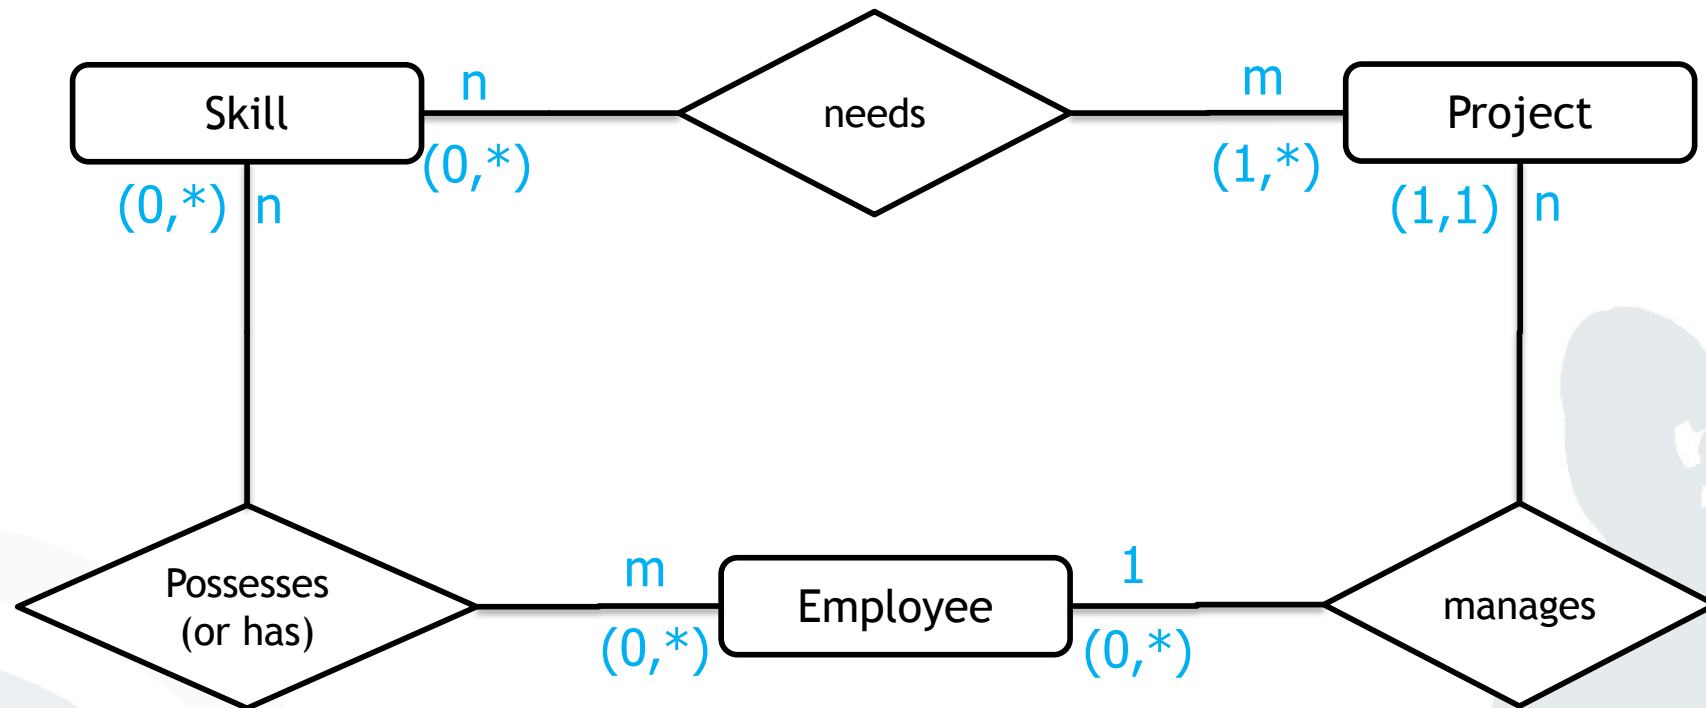 n
m
Skill
needs
Project
(0,*)
(1,*)
(0,*)
n
(1,1)
n
Possesses
(or has)
m
Employee
1
manages
(0,*)
(0,*)